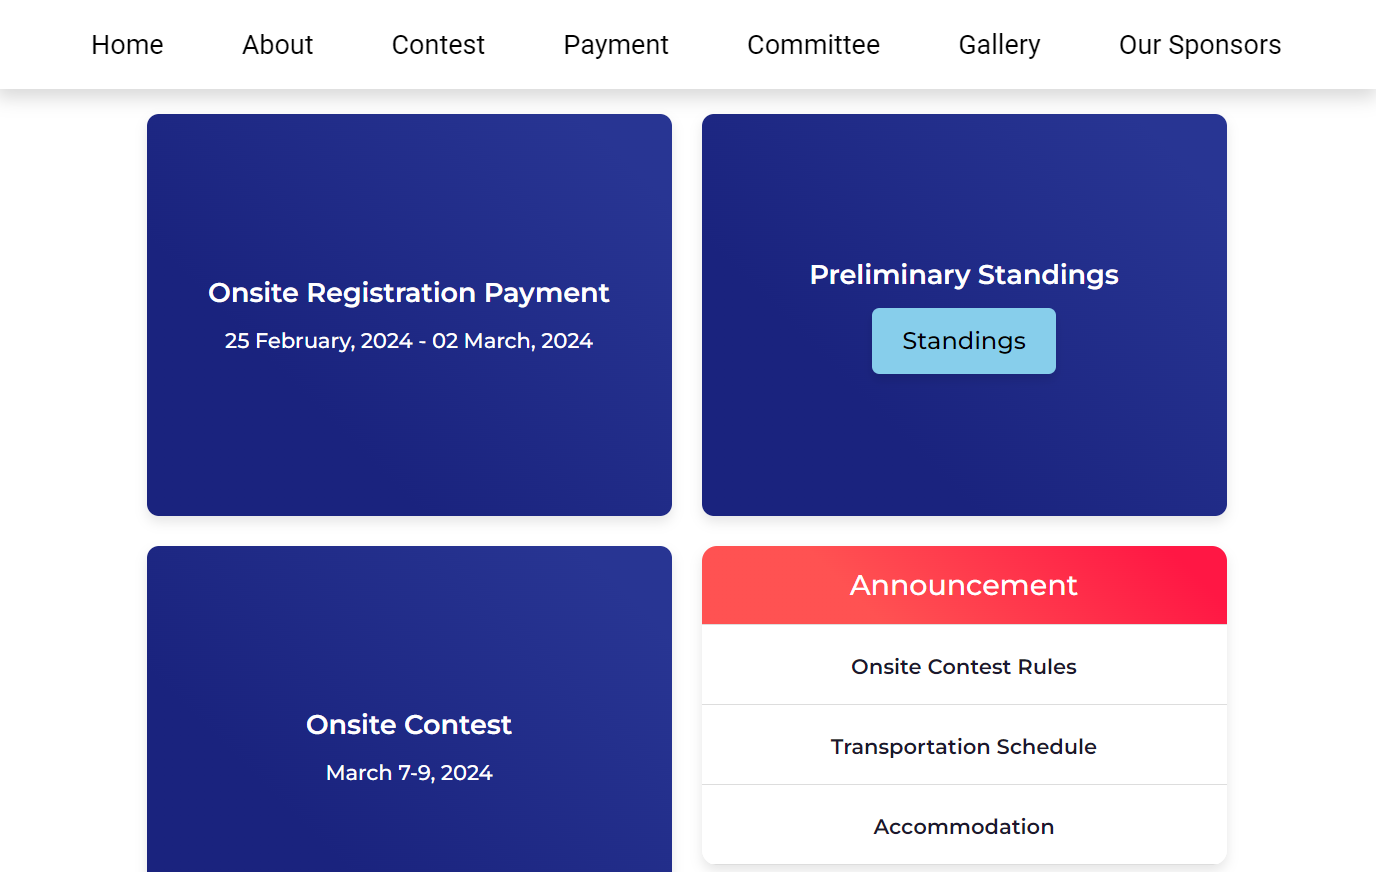 Home About Contest Payment Committee Gallery Our Sponsors
Onsite Registration Payment
25 February, 2024 - 02 March, 2024
Preliminary Standings
Standings
Onsite Contest
March 7-9, 2024
Announcement
Onsite Contest Rules
Transportation Schedule
Accommodation